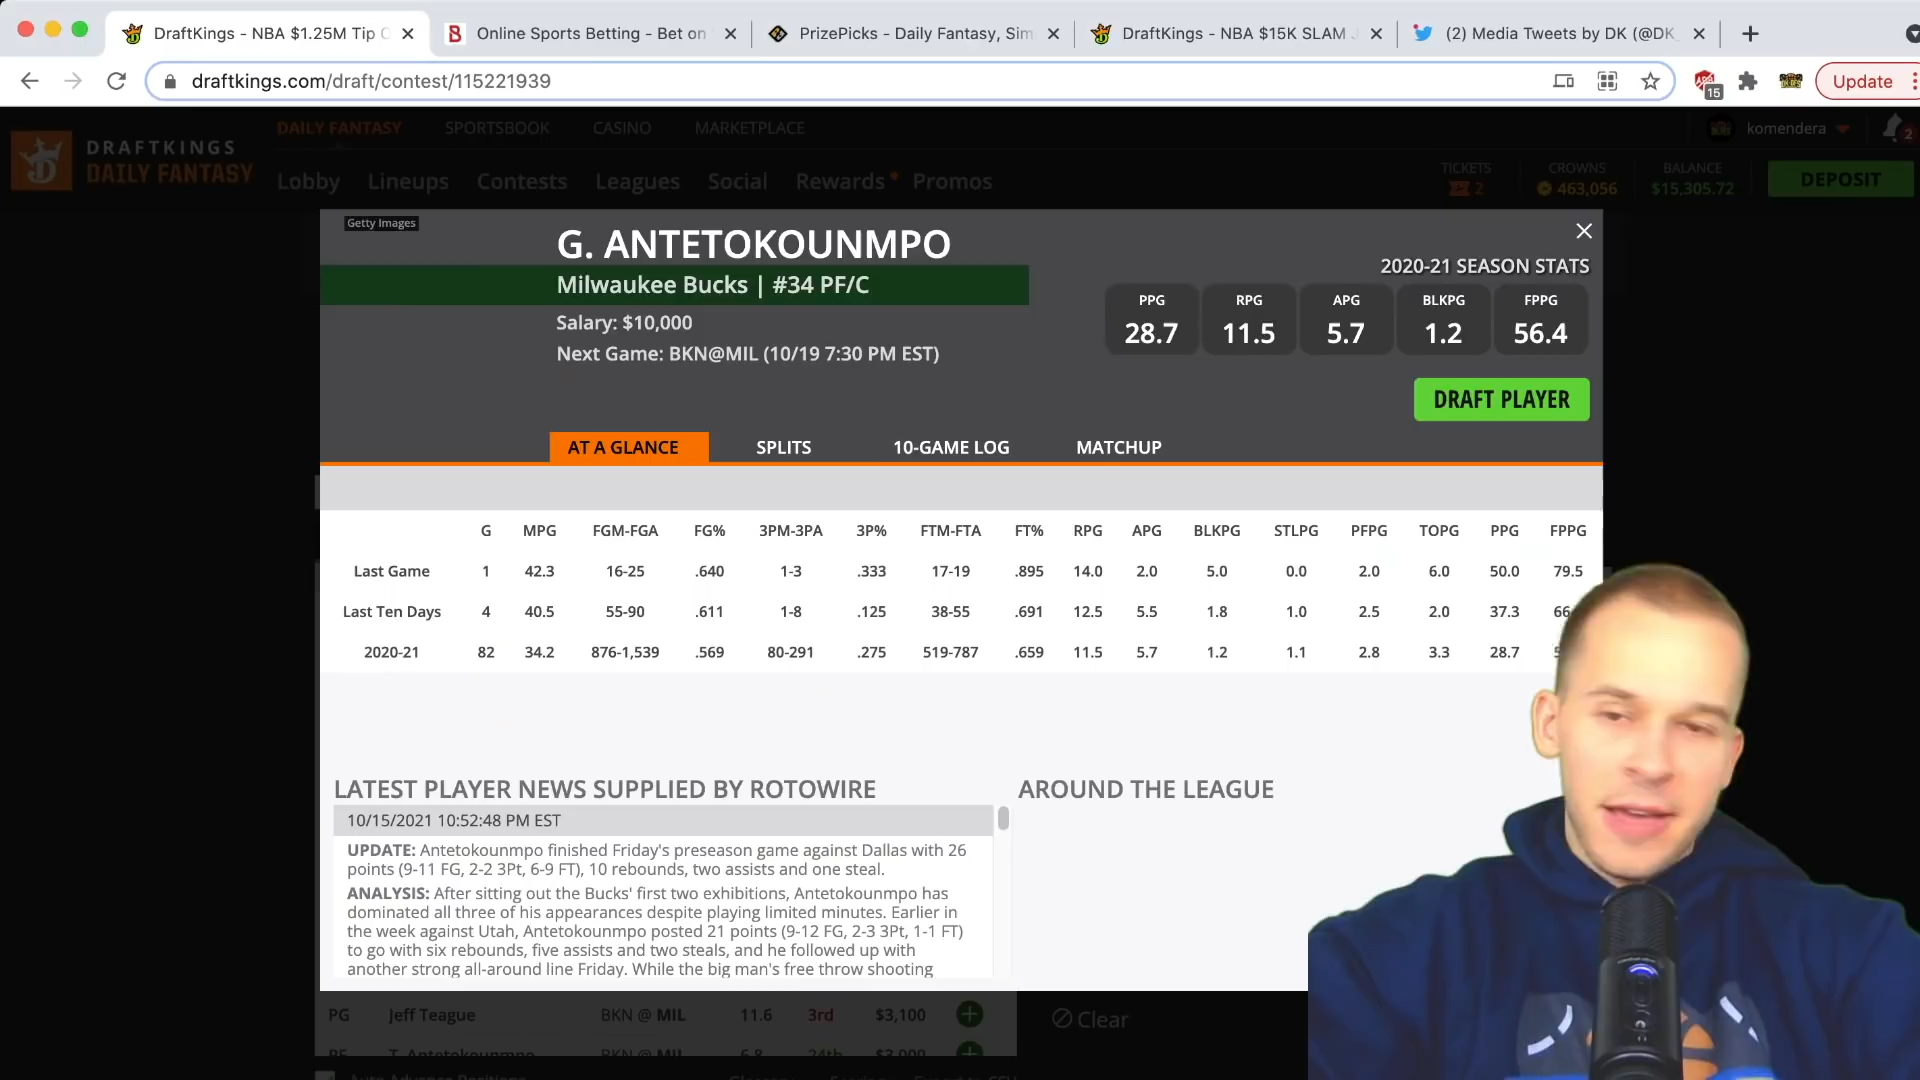 DraftKings - NBA $1.25M Tip O
Online Sports Betting - Bet on
PrizePicks - Daily Fantasy, Sim
DraftKings - NBA $15K SLAM
(2) Media Tweets by DK (@DK_
draftkings.com/draft/contest/115221939
15
Update
DRAFTKINGS
DAILY FANTASY
DAILY FANTASY SPORTSBOOK CASINO MARKETPLACE
komendera
2
Lobby Lineups Contests Leagues Social Rewards Promos
TICKETS
2
CROWNS
463,056
BALANCE
$15,305.72
DEPOSIT
Getty Images
G. ANTETOKOUNMPO
Milwaukee Bucks | #34 PF/C
Salary: $10,000
Next Game: BKN@MIL (10/19 7:30 PM EST)
2020-21 SEASON STATS
PPG RPG APG BLKPG FPPG
28.7 11.5 5.7 1.2 56.4
DRAFT PLAYER
AT A GLANCE SPLITS 10-GAME LOG MATCHUP
G MPG FGM-FGA FG% 3PM-3PA 3P% FTM-FTA FT% RPG APG BLKPG STLPG PFPG TOPG PPG FPPG
Last Game 1 42.3 16-25 .640 1-3 .333 17-19 .895 14.0 2.0 5.0 0.0 2.0 6.0 50.0 79.5
Last Ten Days 4 40.5 55-90 .611 1-8 .125 38-55 .691 12.5 5.5 1.8 1.0 2.5 2.0 37.3 66
2020-21 82 34.2 876-1,539 .569 80-291 .275 519-787 .659 11.5 5.7 1.2 1.1 2.8 3.3 28.7
LATEST PLAYER NEWS SUPPLIED BY ROTOWIRE
AROUND THE LEAGUE
10/15/2021 10:52:48 PM EST
UPDATE: Antetokounmpo finished Friday's preseason game against Dallas with 26
points (9-11 FG, 2-2 3Pt, 6-9 FT), 10 rebounds, two assists and one steal.
ANALYSIS: After sitting out the Bucks' first two exhibitions, Antetokounmpo has
dominated all three of his appearances despite playing limited minutes. Earlier in
the week against Utah, Antetokounmpo posted 21 points (9-12 FG, 2-3 3Pt, 1-1 FT)
to go with six rebounds, five assists and two steals, and he followed up with
another strong all-around line Friday. While the big man's free throw shooting
PG Jeff Teague BKN @ MIL 11.6 3rd $3,100
Clear
PF T. Antetokounmpo BKN @ MIL 6.8 24th $3,000